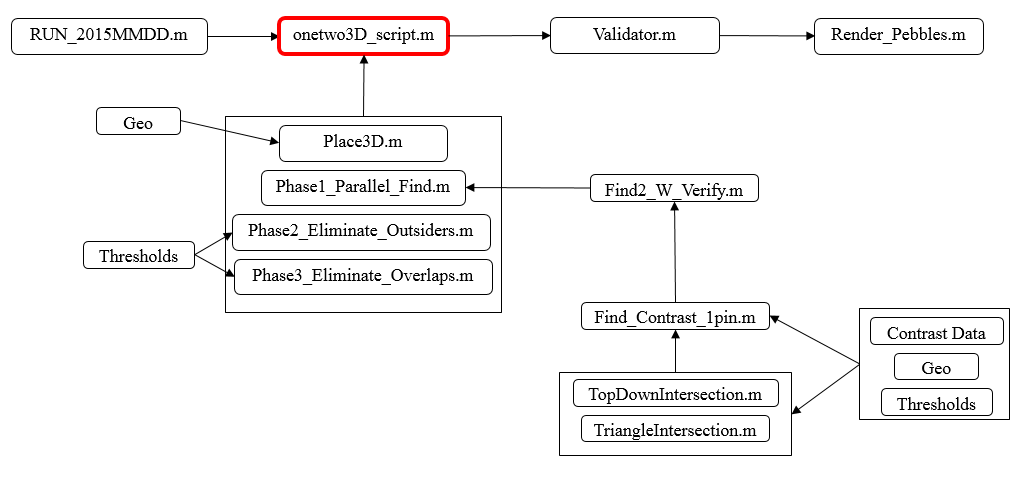 RUN_2015MMDD.m
onetwo3D_script.m
Validator.m
Render_Pebbles.m
Geo
Place3D.m
Phase1_Parallel_Find.m
Find2_W_Verify.m
Phase2_Eliminate_Outsiders.m
Thresholds
Phase3_Eliminate_Overlaps.m
Find_Contrast_1pin.m
Contrast Data
Geo
Thresholds
TopDownIntersection.m
TriangleIntersection.m